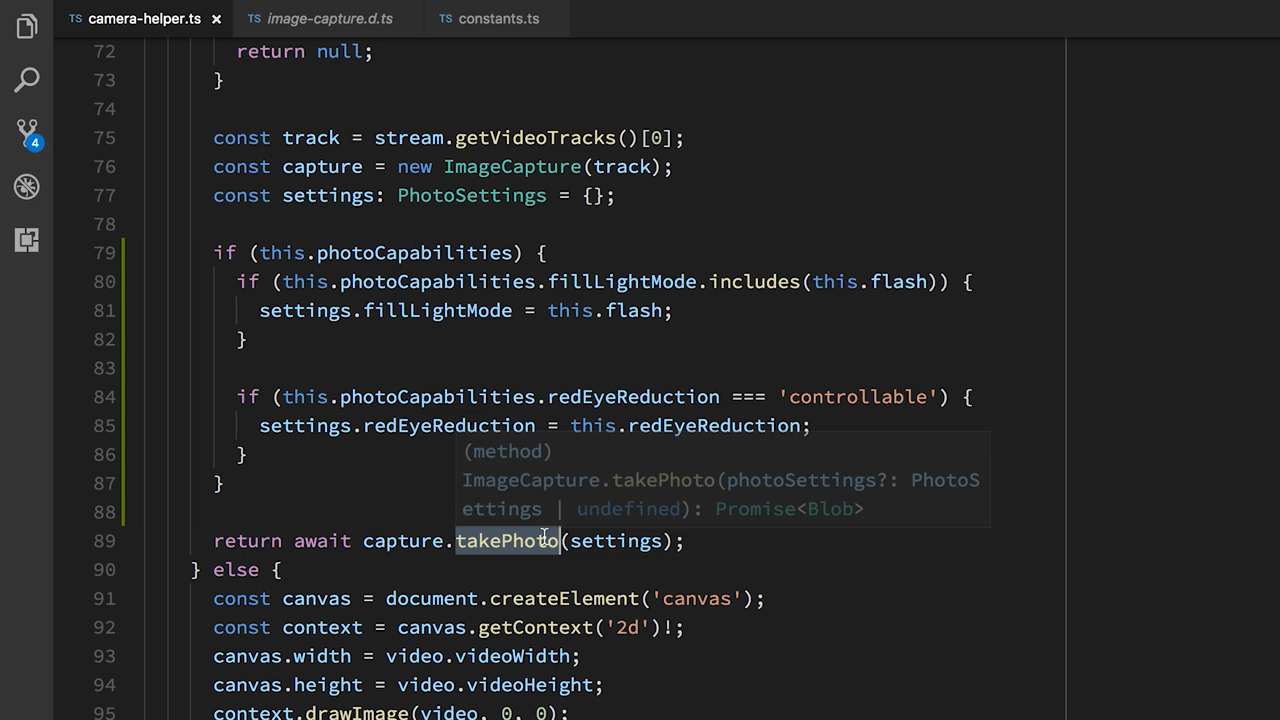 TS camera-helper.ts × TS image-capture.d.ts TS constants.ts
4
72 return null;
73 }
74
75 const track = stream.getVideoTracks()[0];
76 const capture = new ImageCapture(track);
77 const settings: PhotoSettings = {};
78
79 if (this.photoCapabilities) {
80 if (this.photoCapabilities.fillLightMode.includes(this.flash)) {
81 settings.fillLightMode = this.flash;
82 }
83
84 if (this.photoCapabilities.redEyeReduction === 'controllable') {
85 settings.redEyeReduction = this.redEyeReduction;
86 }
(method)
ImageCapture.takePhoto(photoSettings?: PhotoS
ettings | undefined): Promise<Blob>
87 }
88
89 return await capture.takePhoto(settings);
90 } else {
91 const canvas = document.createElement('canvas');
92 const context = canvas.getContext('2d')!;
93 canvas.width = video.videoWidth;
94 canvas.height = video.videoHeight;
95 context.drawImage(video, 0, 0);